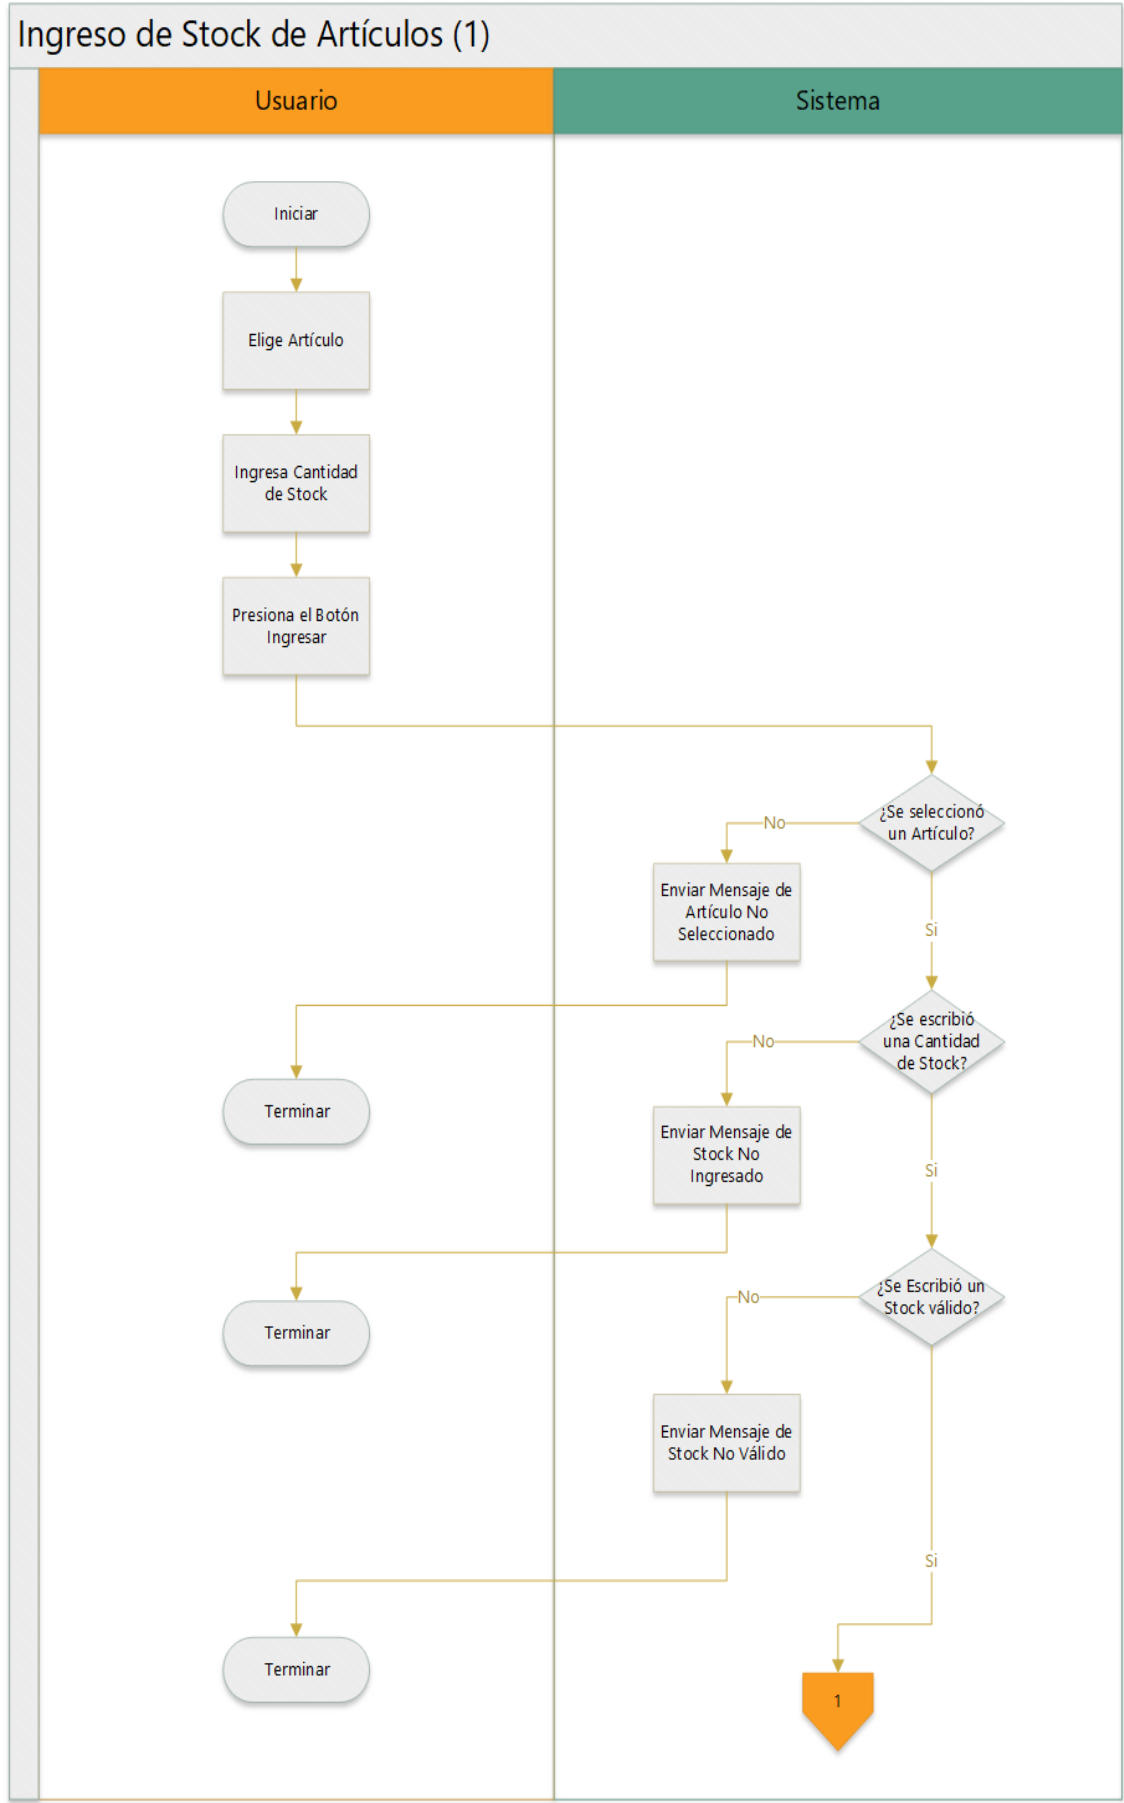 Ingreso de Stock de Artículos (1)
Usuario
Sistema
Iniciar
Elige Artículo
Ingresa Cantidad
de Stock
Presiona el Botón
Ingresar
¿Se seleccionó
un Artículo?
No
Enviar Mensaje de
Artículo No
Seleccionado
Si
Terminar
¿Se escribió
una Cantidad
de Stock?
No
Enviar Mensaje de
Stock No
Ingresado
Si
Terminar
¿Se Escribió un
Stock válido?
No
Enviar Mensaje de
Stock No Válido
Si
Terminar
1